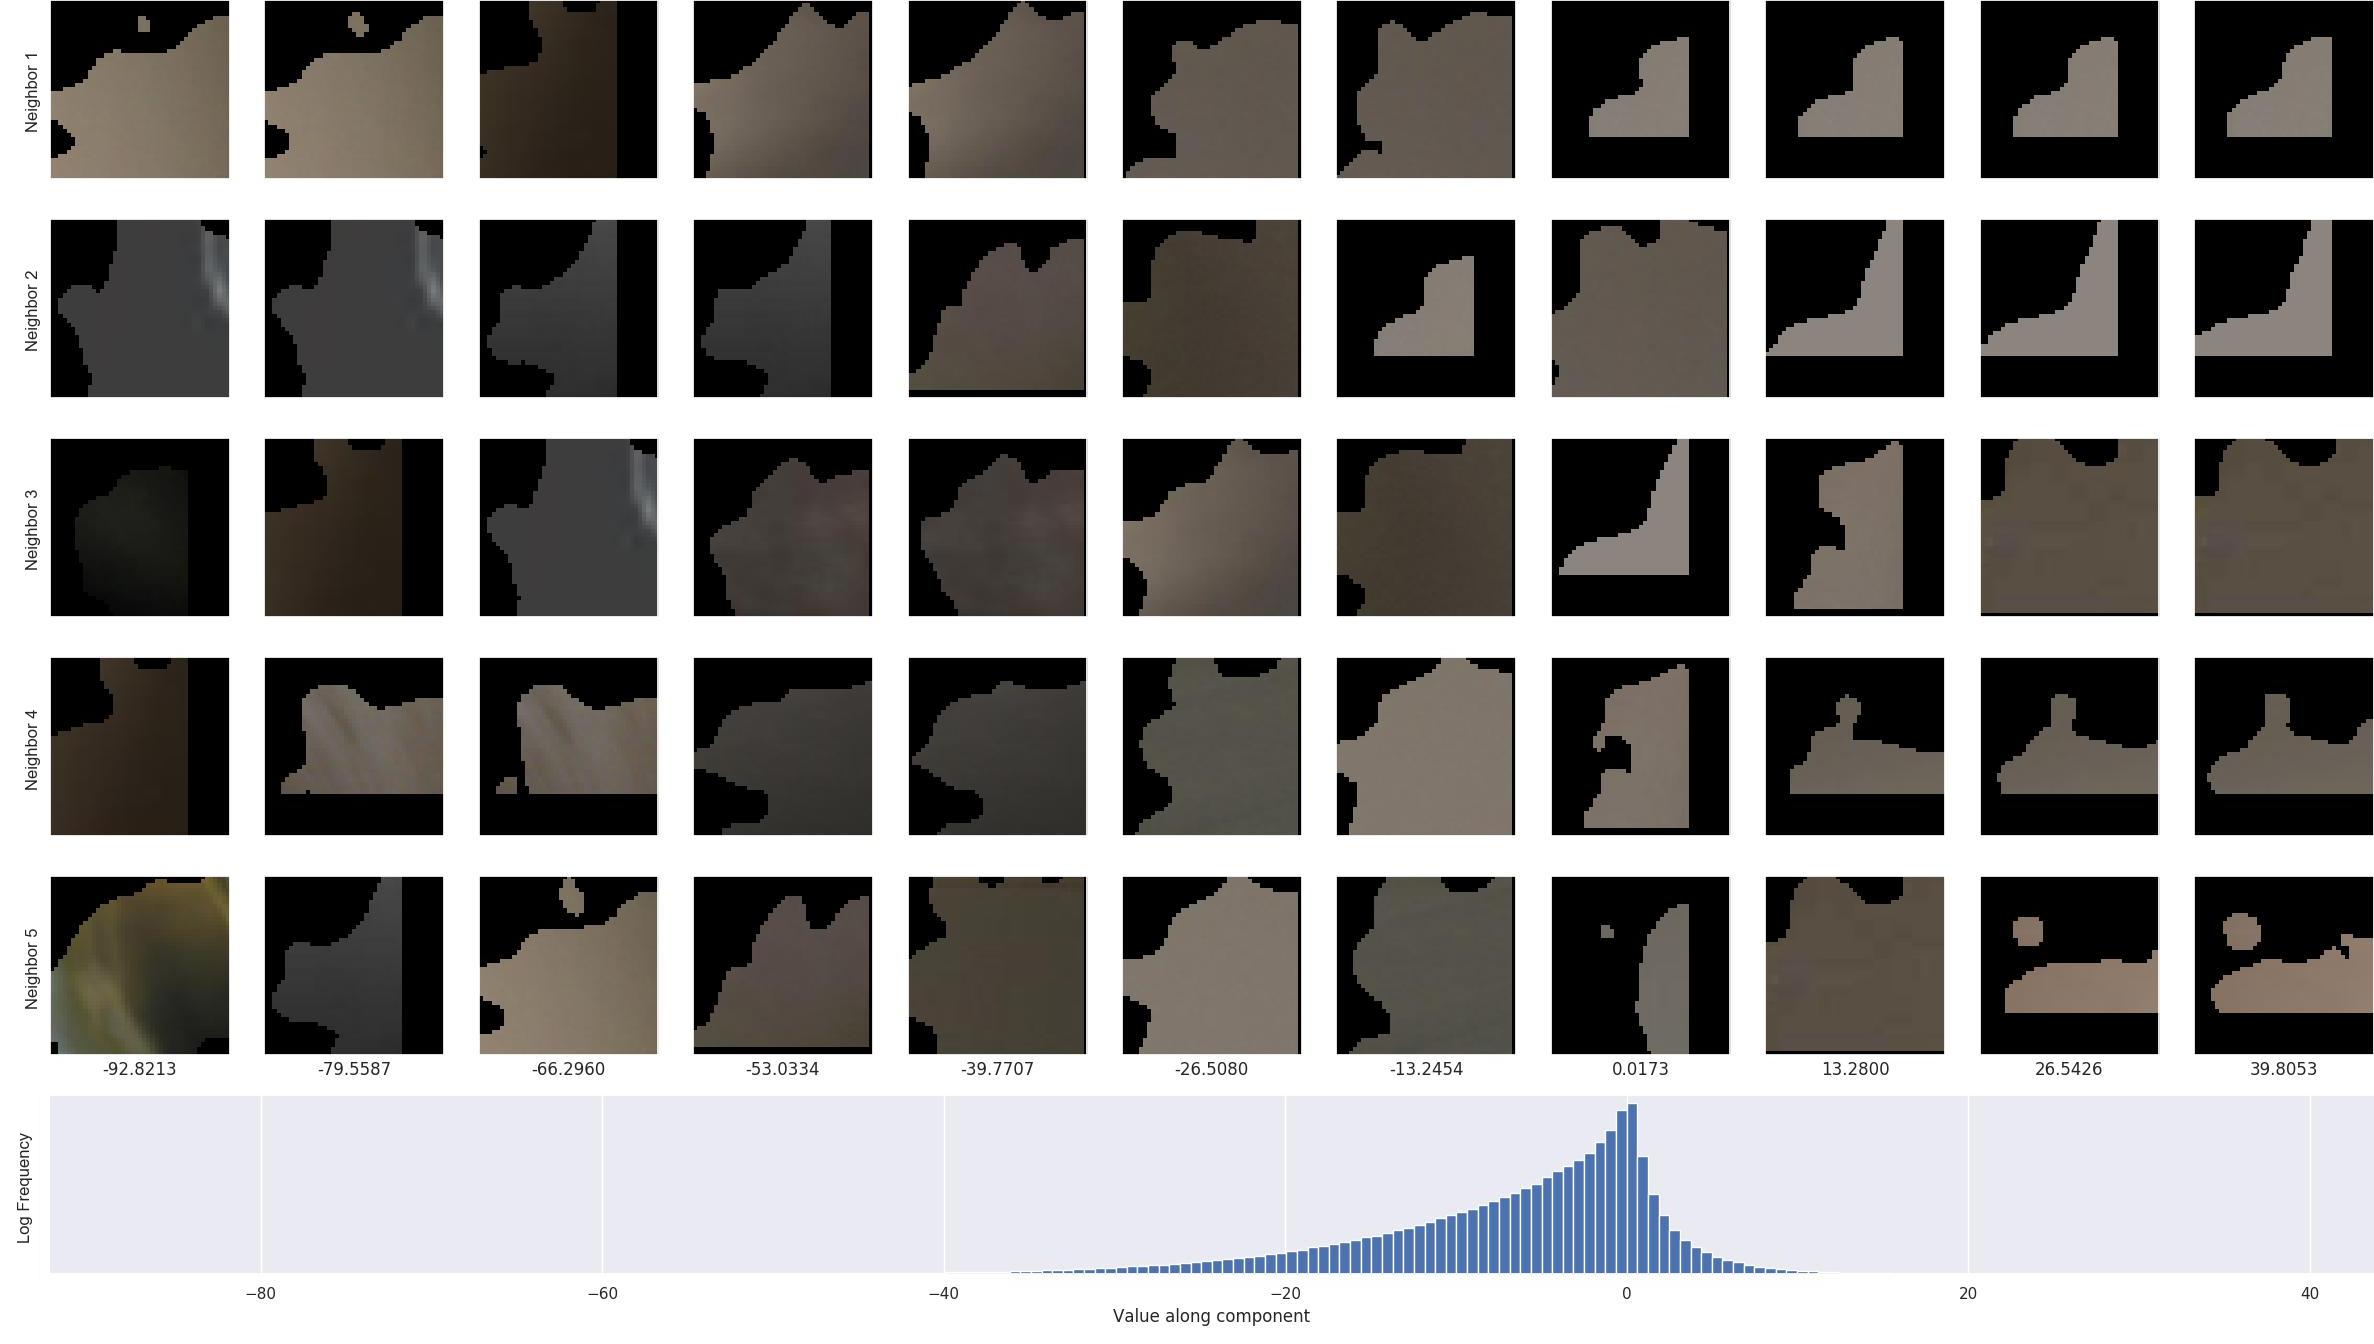 Neighbor 1
Neighbor 2
Neighbor 3
Neighbor 4
Neighbor 5
-92.8213 -79.5587 -66.2960 -53.0334 -39.7707 -26.5080 -13.2454 0.0173 13.2800 26.5426 39.8053
Log Frequency
−80 −60 −40 −20 0 20 40
Value along component